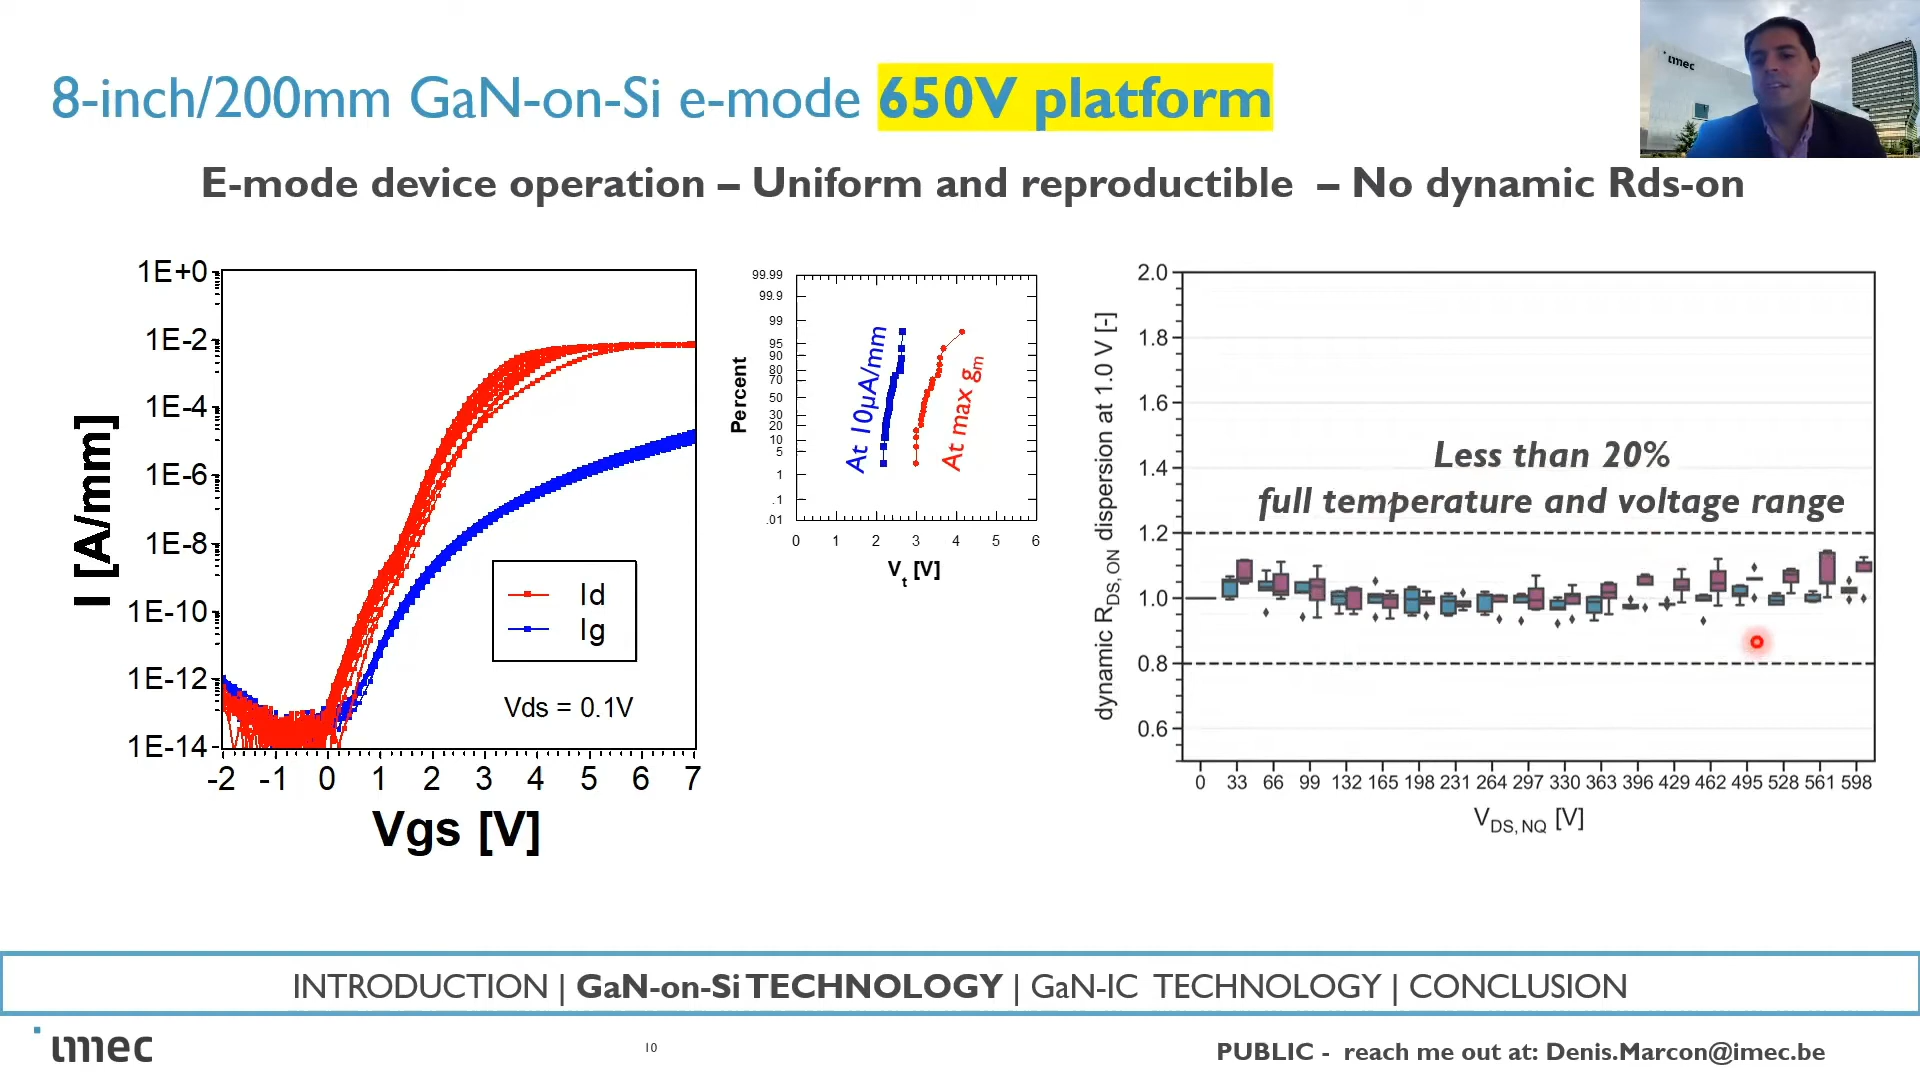 8-inch/200mm GaN-on-Si e-mode 650V platform
imec
E-mode device operation – Uniform and reproductible – No dynamic Rds-on
1E+0
1E-2
1E-4
1E-6
1E-8
1E-10
1E-12
1E-14
I [A/mm]
Id
Ig
Vds = 0.1V
-2 -1 0 1 2 3 4 5 6 7
Vgs [V]
99.99
99.9
99
95
90
80
70
50
30
20
10
5
1
.1
.01
Percent
At 10µA/mm
At max gm
0 1 2 3 4 5 6
Vt [V]
2.0
1.8
1.6
1.4
1.2
1.0
0.8
0.6
dynamic RDS, ON dispersion at 1.0 V [-]
Less than 20%
full temperature and voltage range
0 33 66 99 132 165 198 231 264 297 330 363 396 429 462 495 528 561 598
VDS, NQ [V]
INTRODUCTION | GaN-on-Si TECHNOLOGY | GaN-IC TECHNOLOGY | CONCLUSION
imec
10
PUBLIC - reach me out at: Denis.Marcon@imec.be